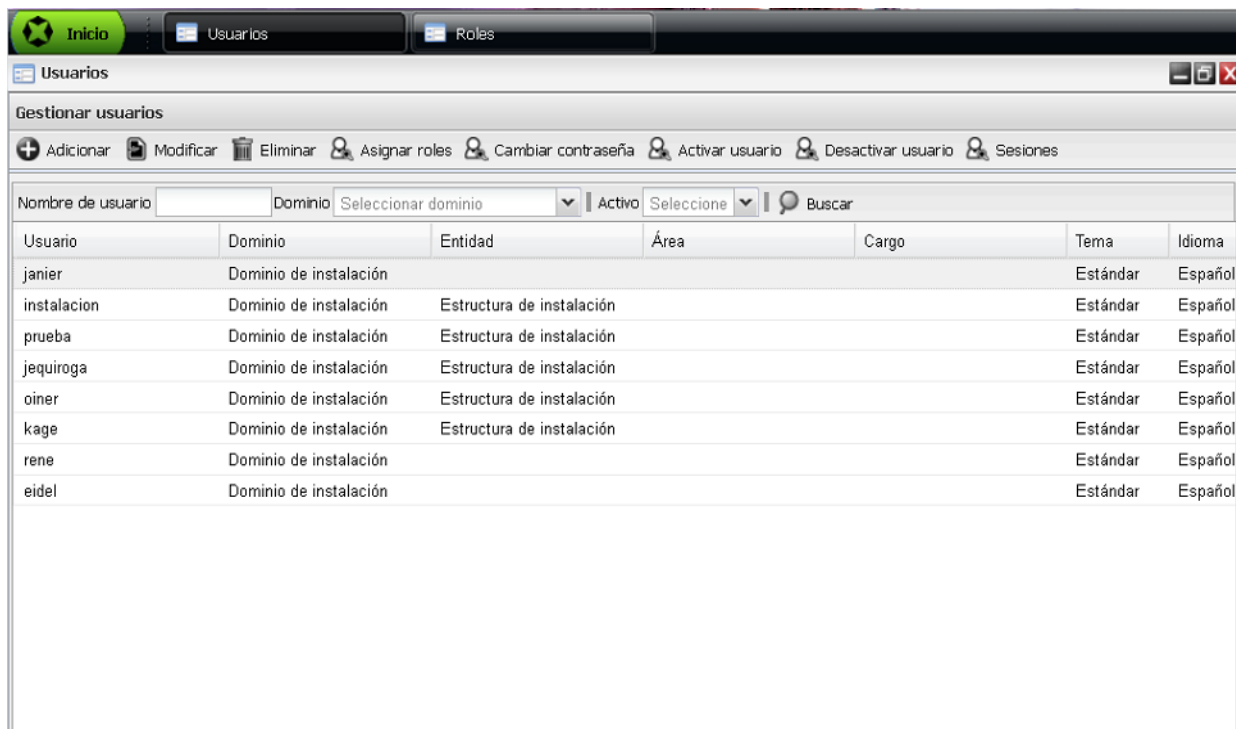 Inicio Usuarios Roles
Usuarios
Gestionar usuarios
Adicionar Modificar Eliminar Asignar roles Cambiar contraseña Activar usuario Desactivar usuario Sesiones
Nombre de usuario Dominio Seleccionar dominio Activo Seleccione Buscar
Usuario Dominio Entidad Área Cargo Tema Idioma
janier Dominio de instalación Estándar Español
instalacion Dominio de instalación Estructura de instalación Estándar Español
prueba Dominio de instalación Estructura de instalación Estándar Español
jequiroga Dominio de instalación Estructura de instalación Estándar Español
oiner Dominio de instalación Estructura de instalación Estándar Español
kage Dominio de instalación Estructura de instalación Estándar Español
rene Dominio de instalación Estándar Español
eidel Dominio de instalación Estándar Español